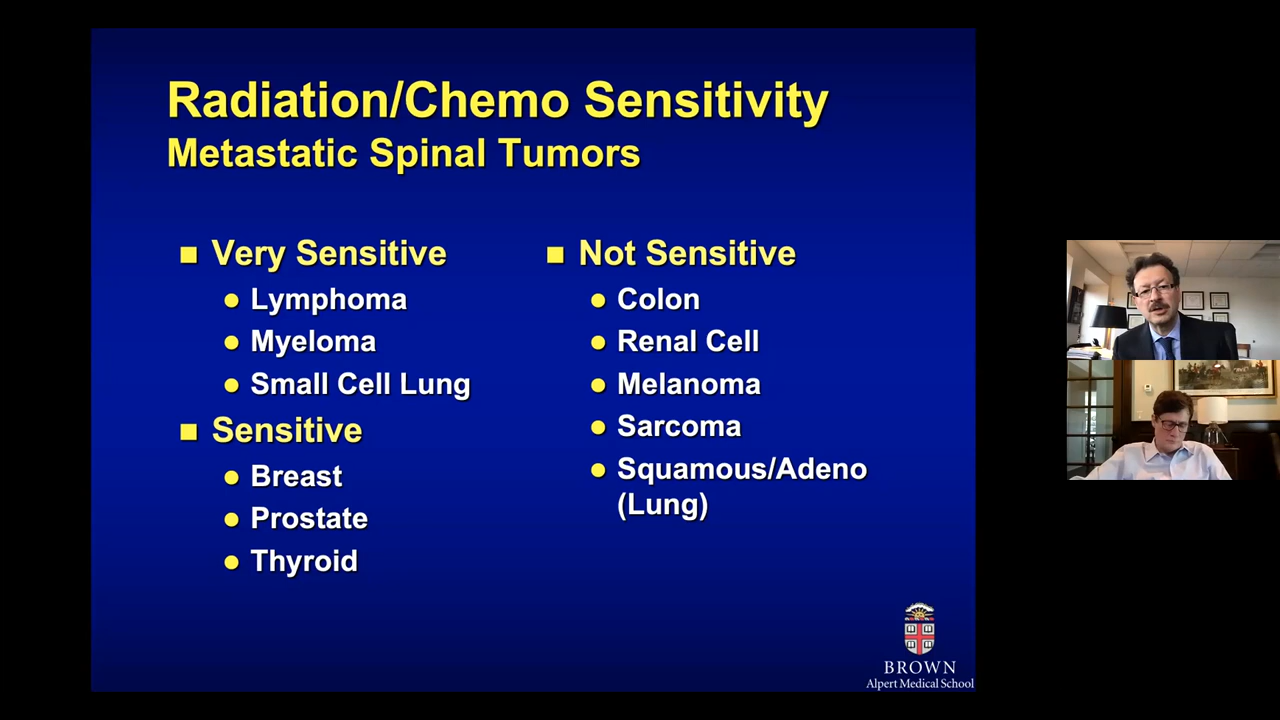 Radiation/Chemo Sensitivity
Metastatic Spinal Tumors
Very Sensitive
Lymphoma
Myeloma
Small Cell Lung
Sensitive
Breast
Prostate
Thyroid
Not Sensitive
Colon
Renal Cell
Melanoma
Sarcoma
Squamous/Adeno
(Lung)
BROWN
Alpert Medical School